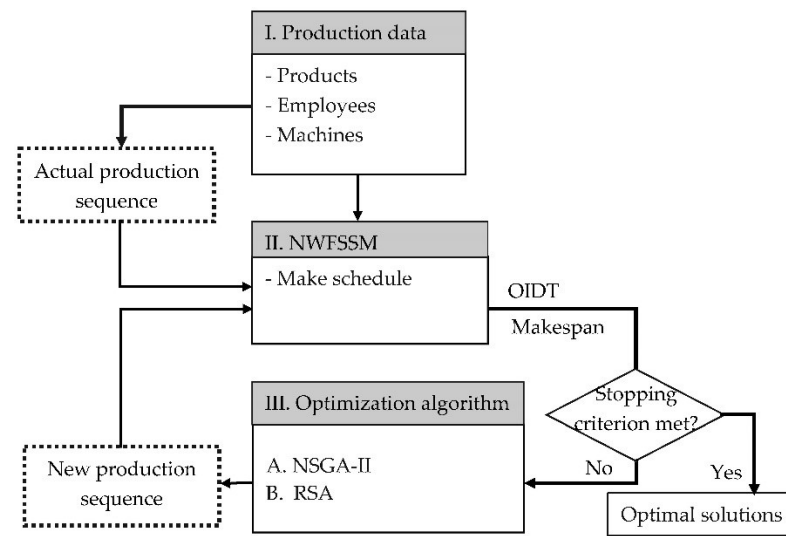 I. Production data
- Products
- Employees
- Machines
Actual production
sequence
II. NWFSSM
- Make schedule
OIDT
Makespan
Stopping
criterion met?
III. Optimization algorithm
A. NSGA-II
B. RSA
No
Yes
New production
sequence
Optimal solutions